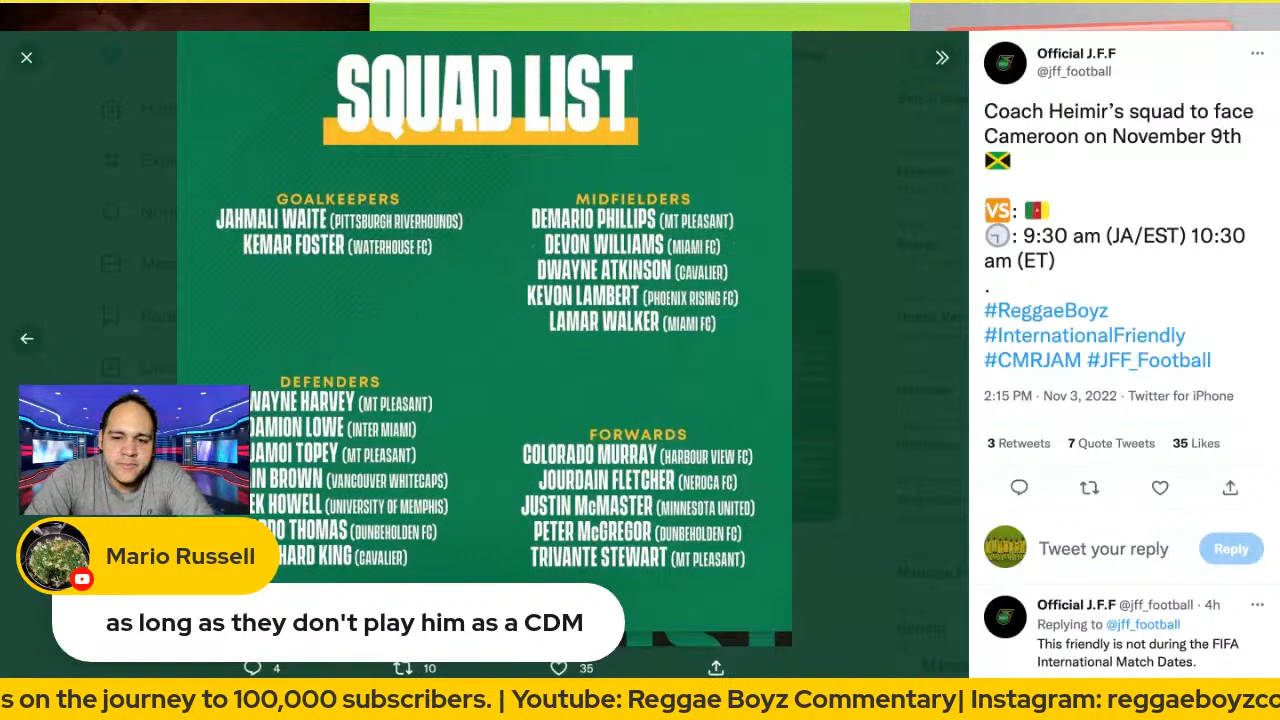 SQUAD LIST
GOALKEEPERS
JAHMALI WAITE (PITTSBURGH RIVERHOUNDS)
KEMAR FOSTER (WATERHOUSE FC)
MIDFIELDERS
DEMARIO PHILLIPS (MT PLEASANT)
DEVON WILLIAMS (MIAMI FC)
DWAYNE ATKINSON (CAVALIER)
KEVON LAMBERT (PHOENIX RISING FC)
LAMAR WALKER (MIAMI FC)
DEFENDERS
WAYNE HARVEY (MT PLEASANT)
DAMION LOWE (INTER MIAMI)
JAMOI TOPEY (MT PLEASANT)
IN BROWN (VANCOUVER WHITECAPS)
EK HOWELL (UNIVERSITY OF MEMPHIS)
DO THOMAS (DUNBEHOLDEN FC)
HARD KING (CAVALIER)
FORWARDS
COLORADO MURRAY (HARBOUR VIEW FC)
JOURDAIN FLETCHER (NEROCA FC)
JUSTIN McMASTER (MINNESOTA UNITED)
PETER McGREGOR (DUNBEHOLDEN FC)
TRIVANTE STEWART (MT PLEASANT)
4 10 35
Official J.F.F
@jff_football
Coach Heimir’s squad to face
Cameroon on November 9th
VS:
: 9:30 am (JA/EST) 10:30
am (ET)
.
#ReggaeBoyz
#InternationalFriendly
#CMRJAM #JFF_Football
2:15 PM · Nov 3, 2022 · Twitter for iPhone
3 Retweets 7 Quote Tweets 35 Likes
Tweet your reply
Reply
Official J.F.F @jff_football · 4h
Replying to @jff_football
This friendly is not during the FIFA
International Match Dates.
Mario Russell
as long as they don't play him as a CDM
s on the journey to 100,000 subscribers. | Youtube: Reggae Boyz Commentary| Instagram: reggaeboyzco